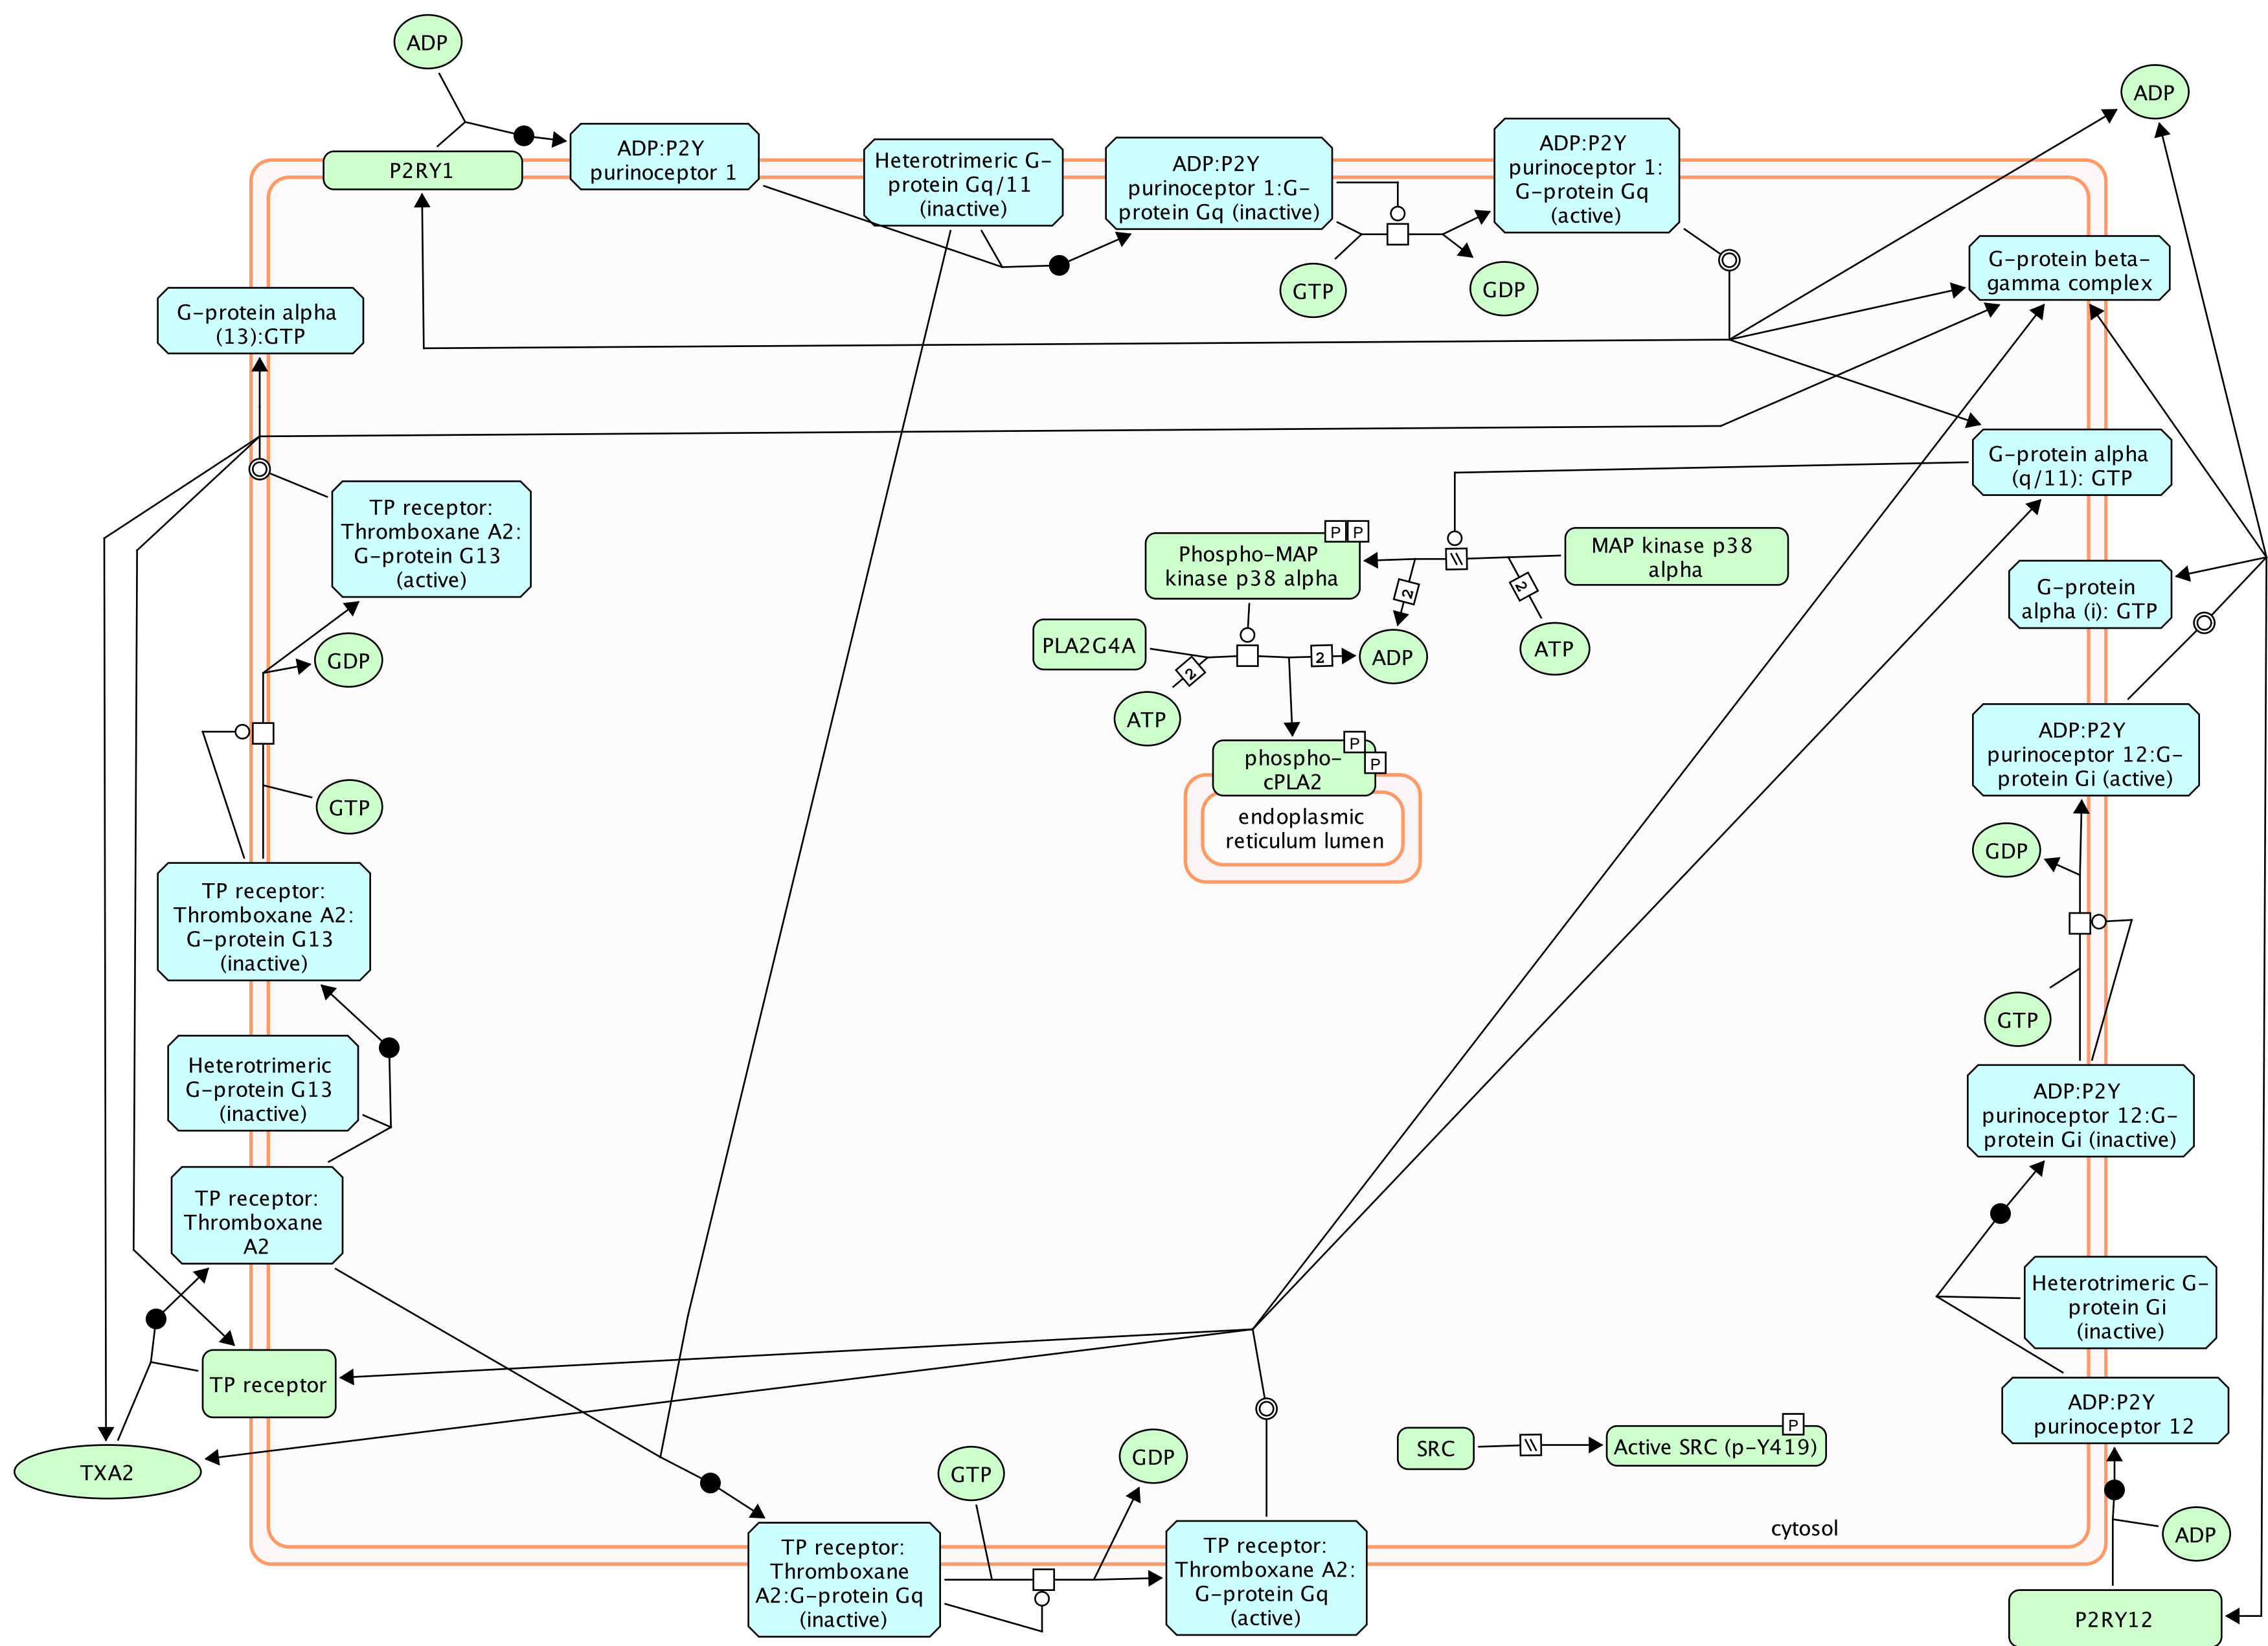 ADP
ADP
P2RY1
ADP:P2Y
purinoceptor 1
Heterotrimeric G-
protein Gq/11
(inactive)
ADP:P2Y
purinoceptor 1:G-
protein Gq (inactive)
ADP:P2Y
purinoceptor 1:
G-protein Gq
(active)
GTP
GDP
G-protein beta-
gamma complex
G-protein alpha
(13):GTP
G-protein alpha
(q/11): GTP
TP receptor:
Thromboxane A2:
G-protein G13
(active)
P
P
Phospho-MAP
kinase p38 alpha
\\
MAP kinase p38
alpha
2
2
G-protein
alpha (i): GTP
PLA2G4A
2
2
ADP
ATP
GDP
ATP
P
P
phospho-
cPLA2
endoplasmic
reticulum lumen
ADP:P2Y
purinoceptor 12:G-
protein Gi (active)
GTP
GDP
TP receptor:
Thromboxane A2:
G-protein G13
(inactive)
GTP
Heterotrimeric
G-protein G13
(inactive)
ADP:P2Y
purinoceptor 12:G-
protein Gi (inactive)
TP receptor:
Thromboxane
A2
Heterotrimeric G-
protein Gi
(inactive)
TP receptor
ADP:P2Y
purinoceptor 12
TXA2
GTP
GDP
SRC
\\
P
Active SRC (p-Y419)
cytosol
ADP
TP receptor:
Thromboxane
A2:G-protein Gq
(inactive)
TP receptor:
Thromboxane A2:
G-protein Gq
(active)
P2RY12